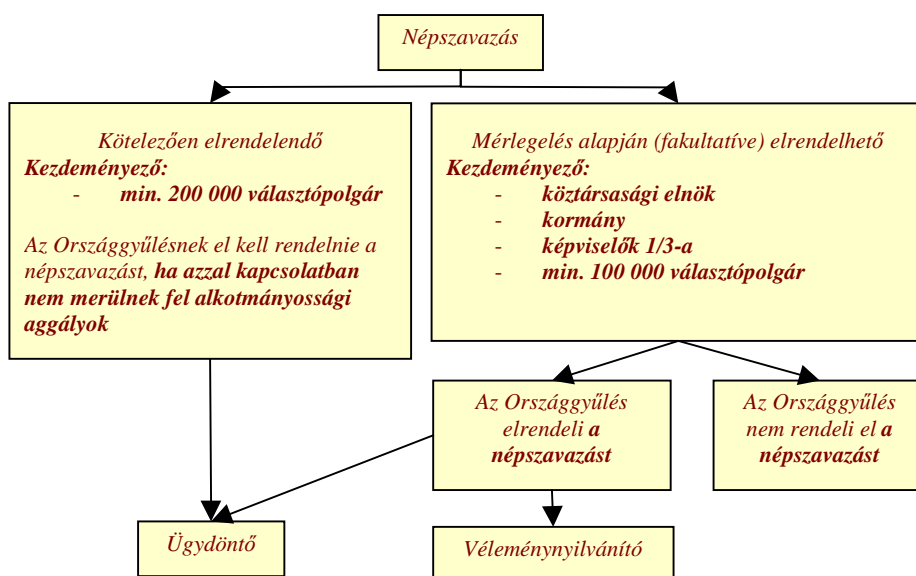 Népszavazás
Kötelezően elrendelendő
Kezdeményező:
- min. 200 000 választópolgár
Az Országgyűlésnek el kell rendelnie a
népszavazást, ha azzal kapcsolatban
nem merülnek fel alkotmányossági
aggályok
Mérlegelés alapján (fakultatíve) elrendelhető
Kezdeményező:
- köztársasági elnök
- kormány
- képviselők 1/3-a
- min. 100 000 választópolgár
Az Országgyűlés
elrendeli a
népszavazást
Az Országgyűlés
nem rendeli el a
népszavazást
Ügydöntő
Véleménynyilvánító